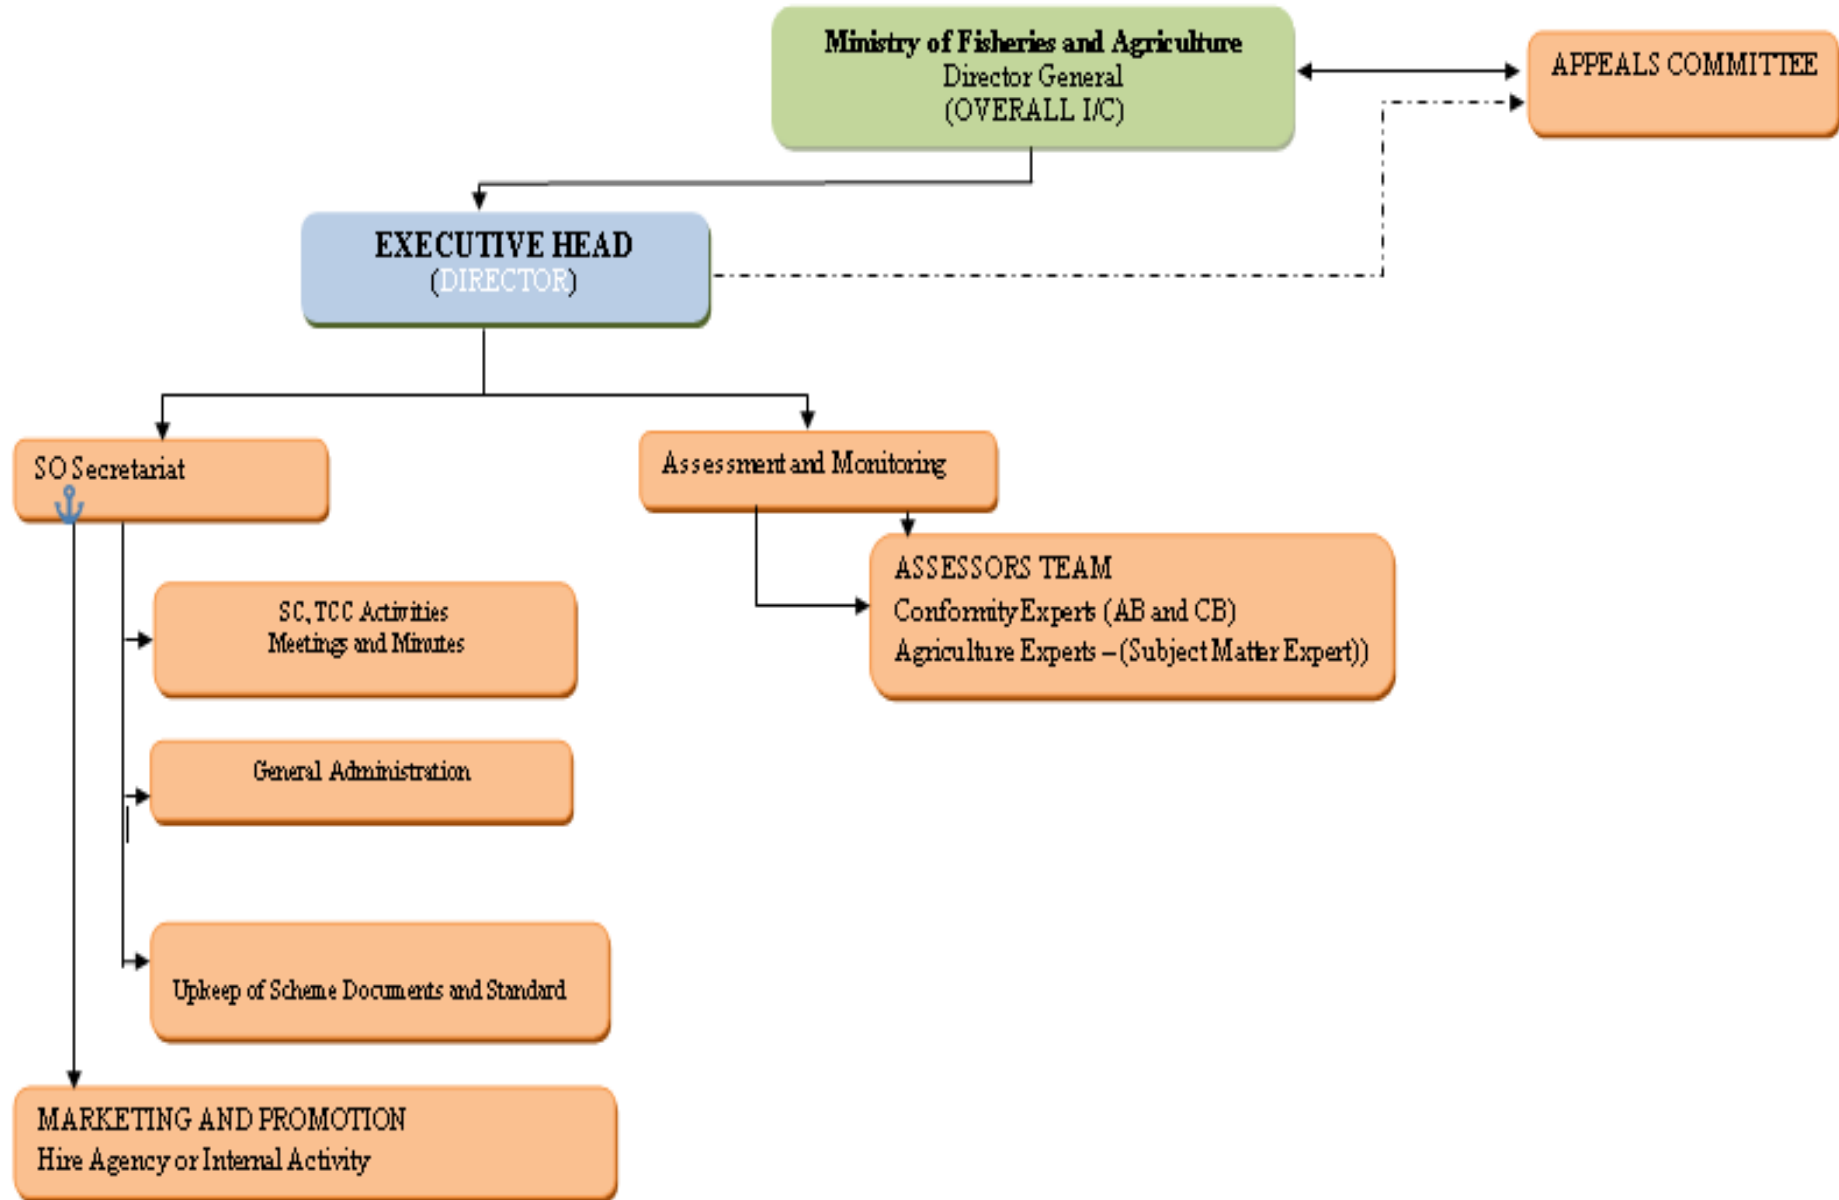 Ministry of Fisheries and Agriculture
Director General
(OVERALL I/C)
APPEALS COMMITTEE
EXECUTIVE HEAD
(DIRECTOR)
SO Secretariat
Assessment and Monitoring
ASSESSORS TEAM
Conformity Experts (AB and CB)
Agriculture Experts – (Subject Matter Expert))
SC, TCC Activities
Meetings and Minutes
General Administration
Upkeep of Scheme Documents and Standard
MARKETING AND PROMOTION
Hire Agency or Internal Activity